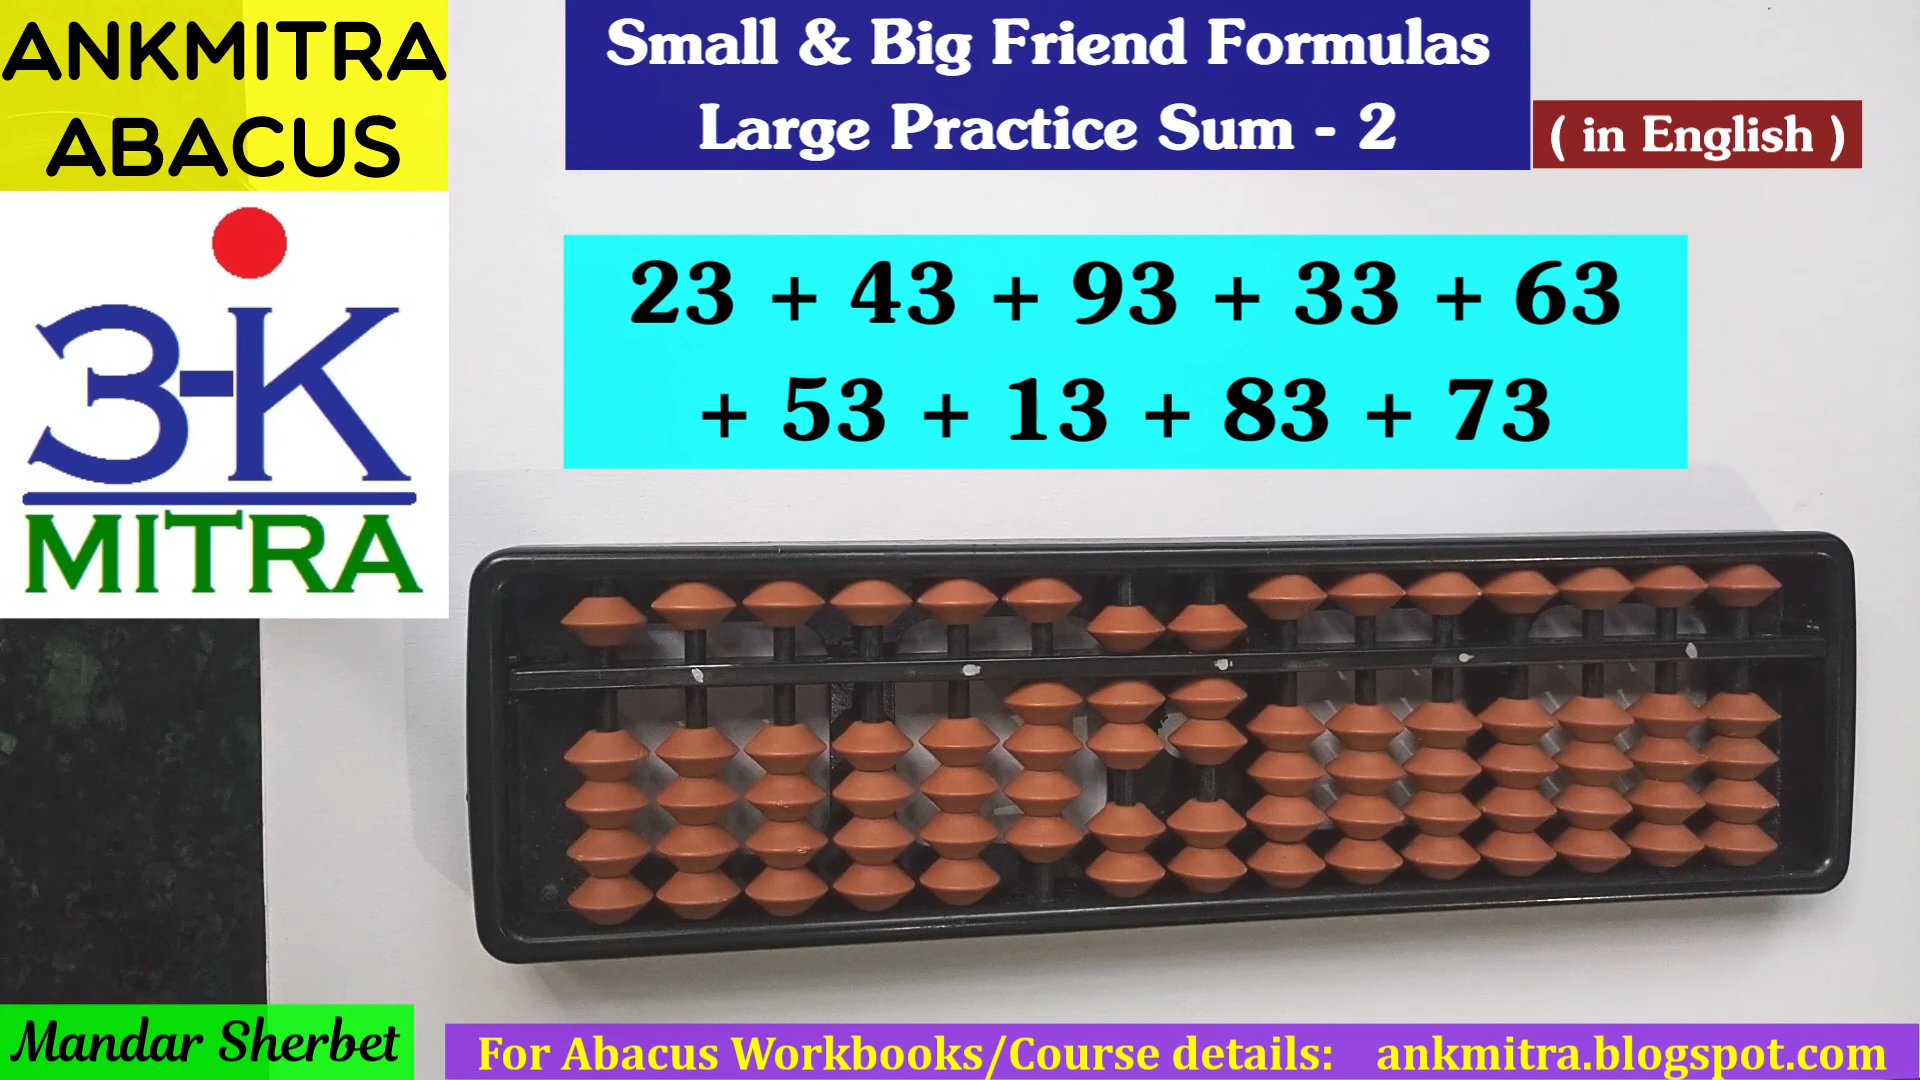 ANKMITRA
ABACUS
Small & Big Friend Formulas
Large Practice Sum - 2
( in English )
3-K
MITRA
23 + 43 + 93 + 33 + 63
+ 53 + 13 + 83 + 73
Mandar Sherbet
For Abacus Workbooks/Course details: ankmitra.blogspot.com